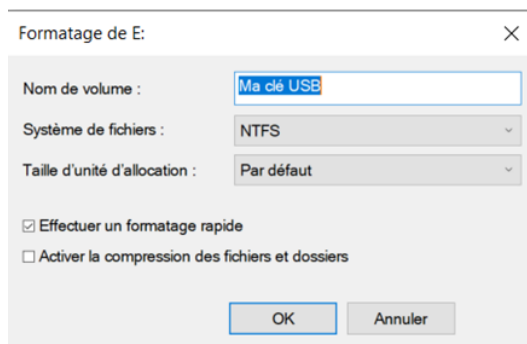 Formatage de E:
Nom de volume :
Ma clé USB
Système de fichiers :
NTFS
Taille d'unité d'allocation :
Par défaut
Effectuer un formatage rapide
Activer la compression des fichiers et dossiers
OK
Annuler